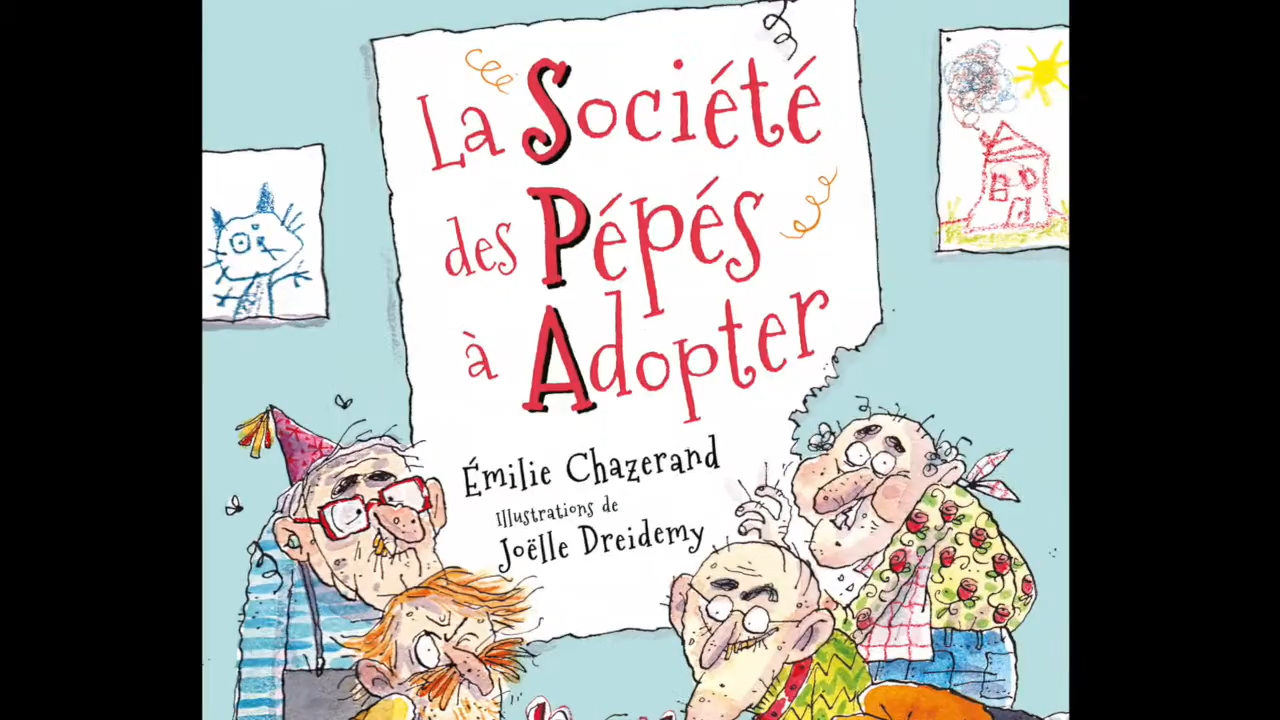 La Société
des Pépés
à Adopter
Émilie Chazerand
Illustrations de
Joëlle Dreidemy